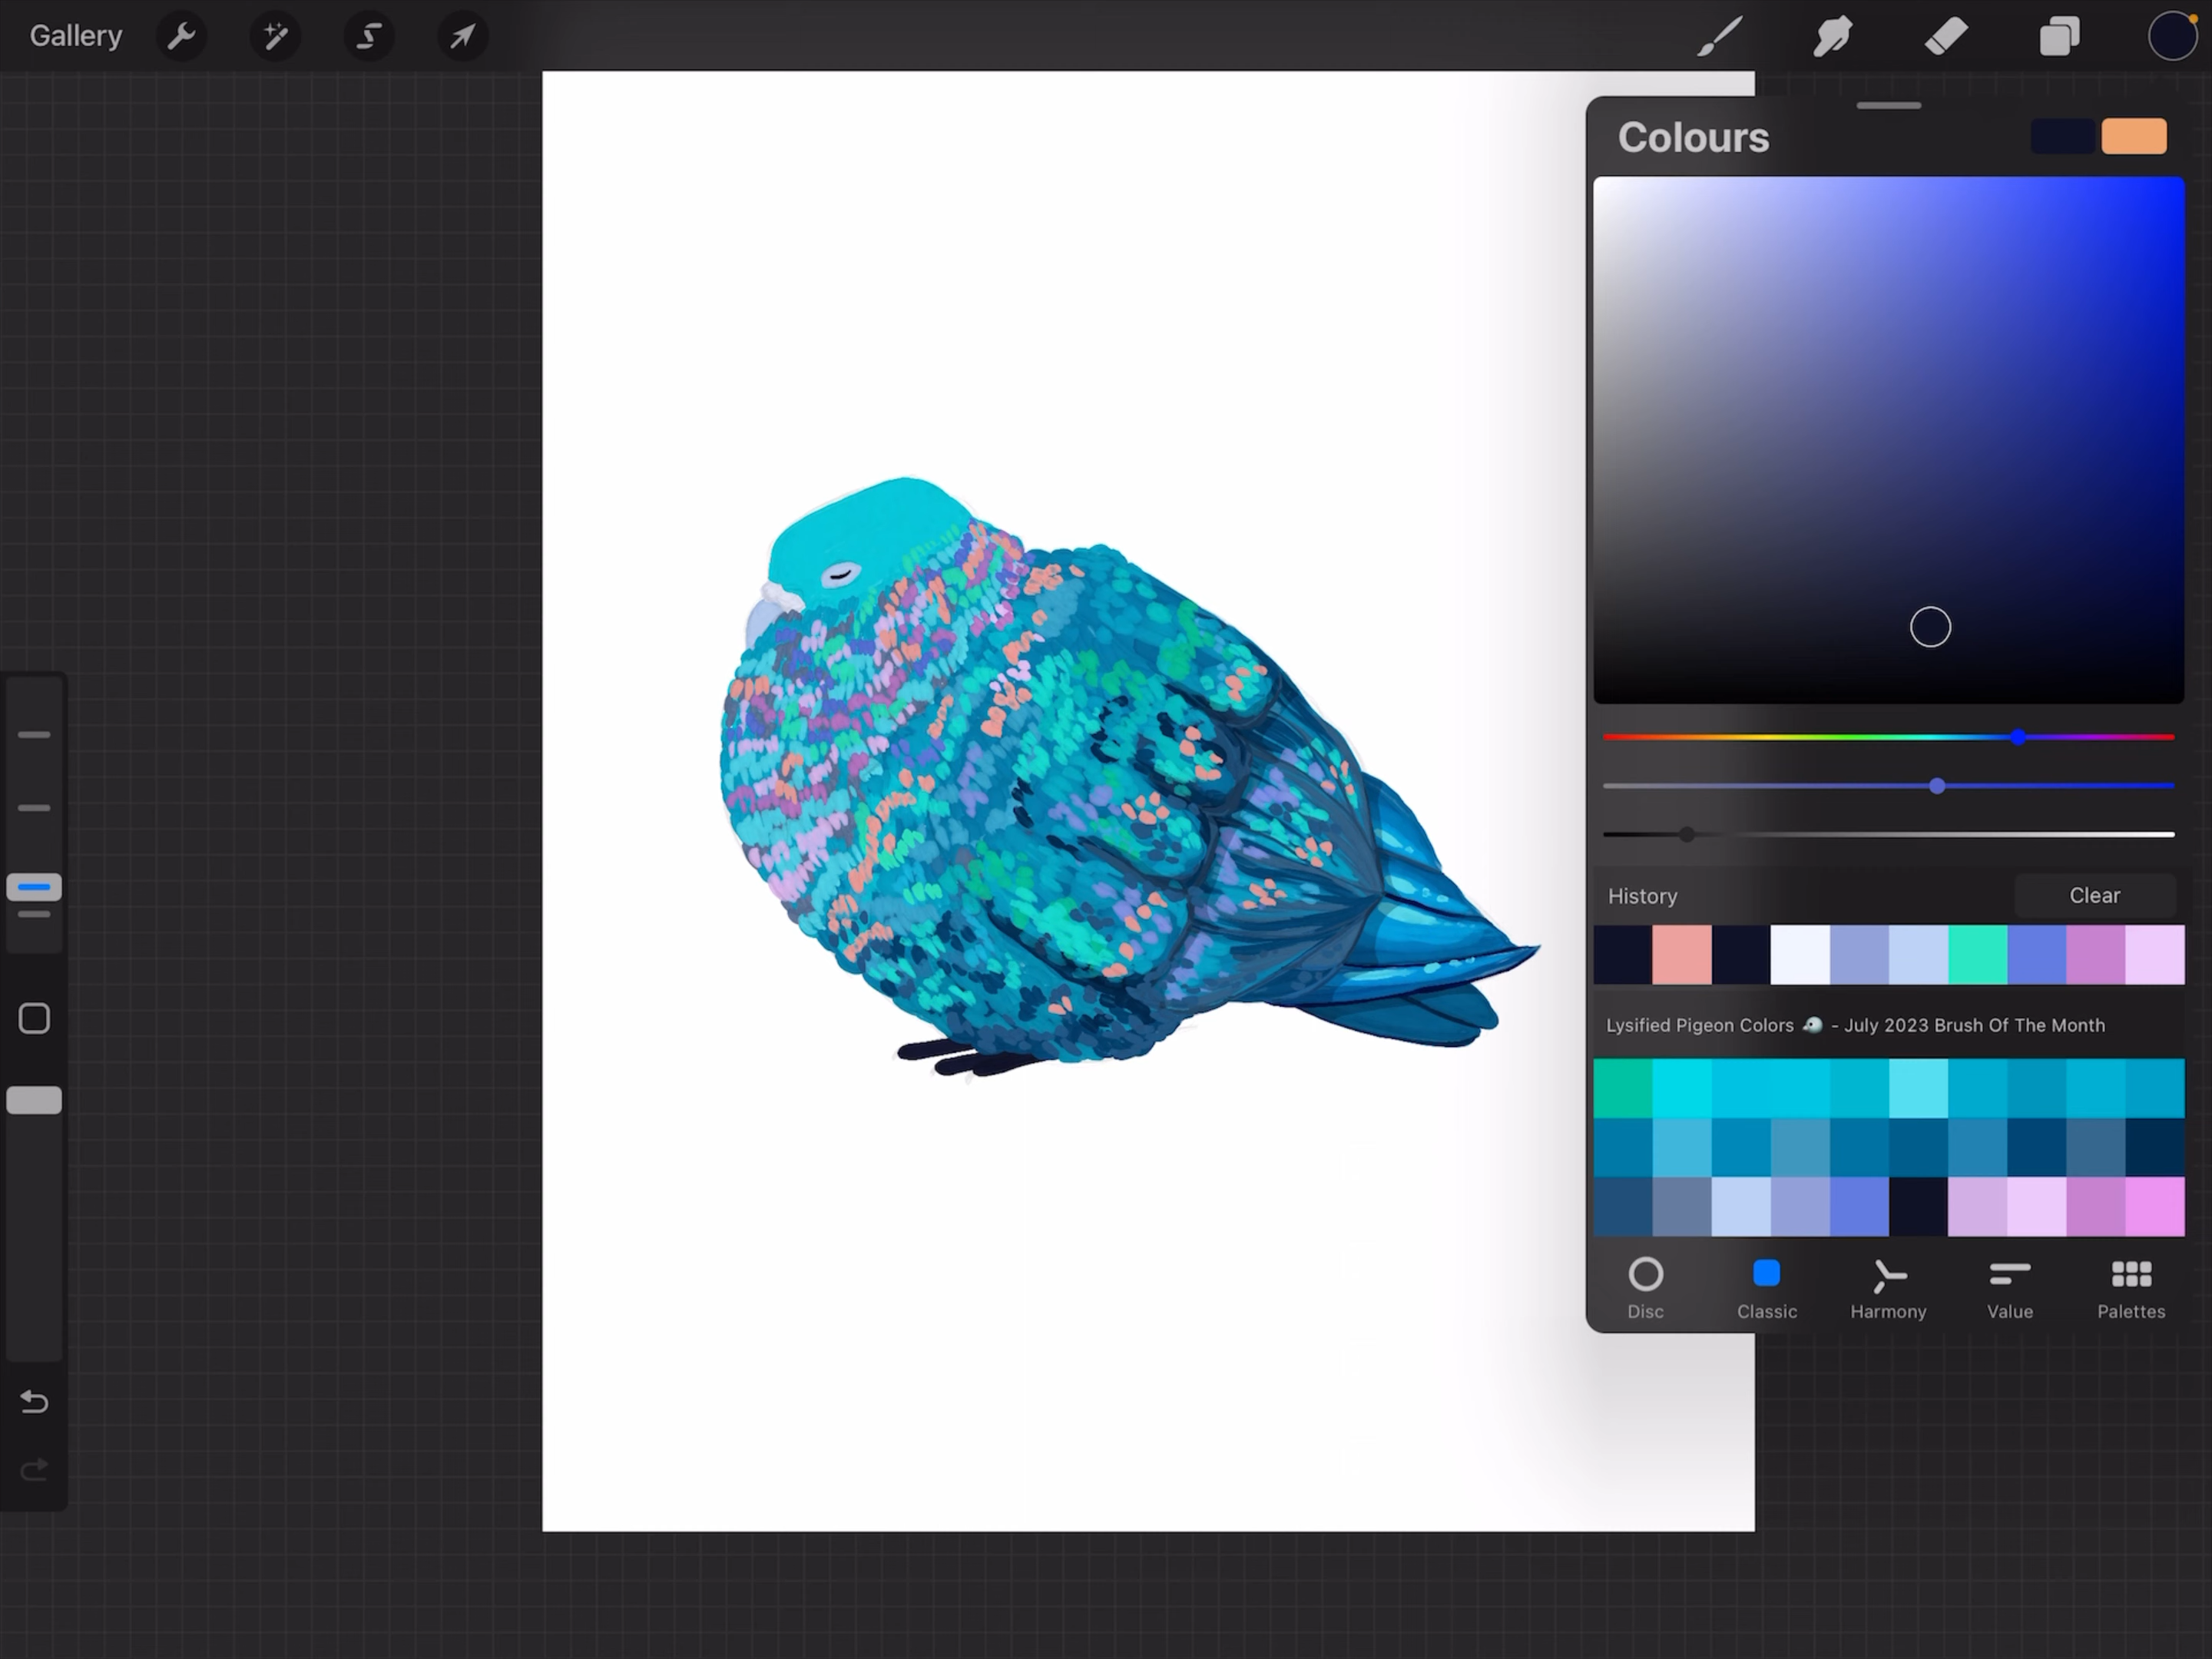 Gallery
Colours
History
Clear
Lysified Pigeon Colors - July 2023 Brush Of The Month
Disc
Classic
Harmony
Value
Palettes